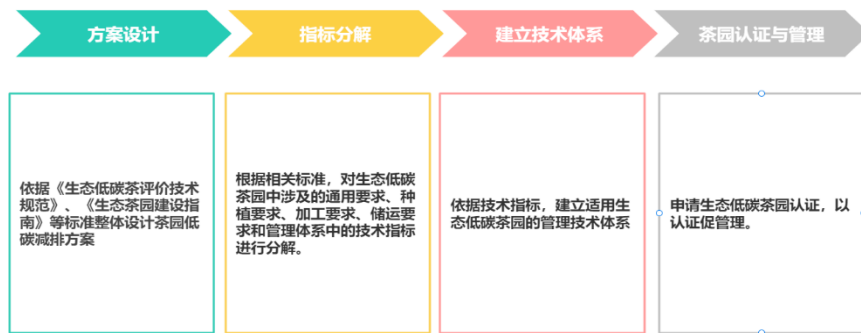 方案设计
指标分解
建立技术体系
茶园认证与管理
依据《生态低碳茶评价技术
规范》、《生态茶园建设指
南》等标准整体设计茶园低
碳减排方案
根据相关标准，对生态低碳
茶园中涉及的通用要求、种
植要求、加工要求、储运要
求和管理体系中的技术指标
进行分解。
依据技术指标，建立适用生
态低碳茶园的管理技术体系
申请生态低碳茶园认证，以
认证促管理。